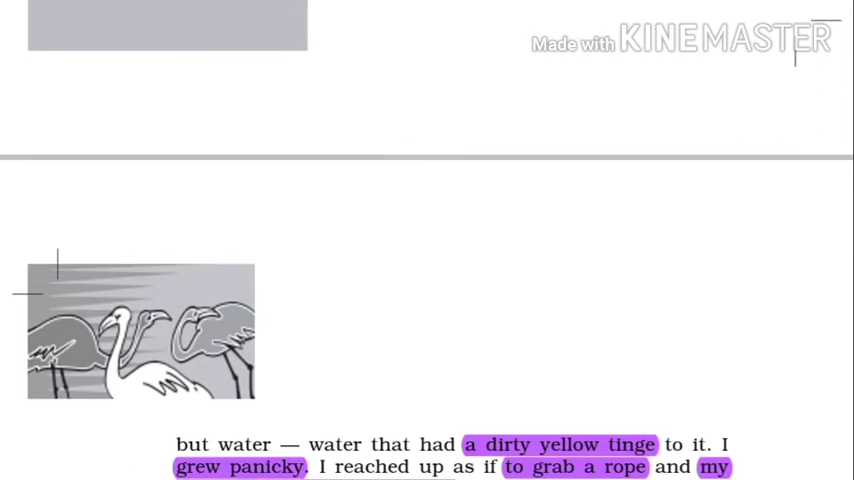 Made with KINEMASTER
but water — water that had a dirty yellow tinge to it. I
grew panicky. I reached up as if to grab a rope and my